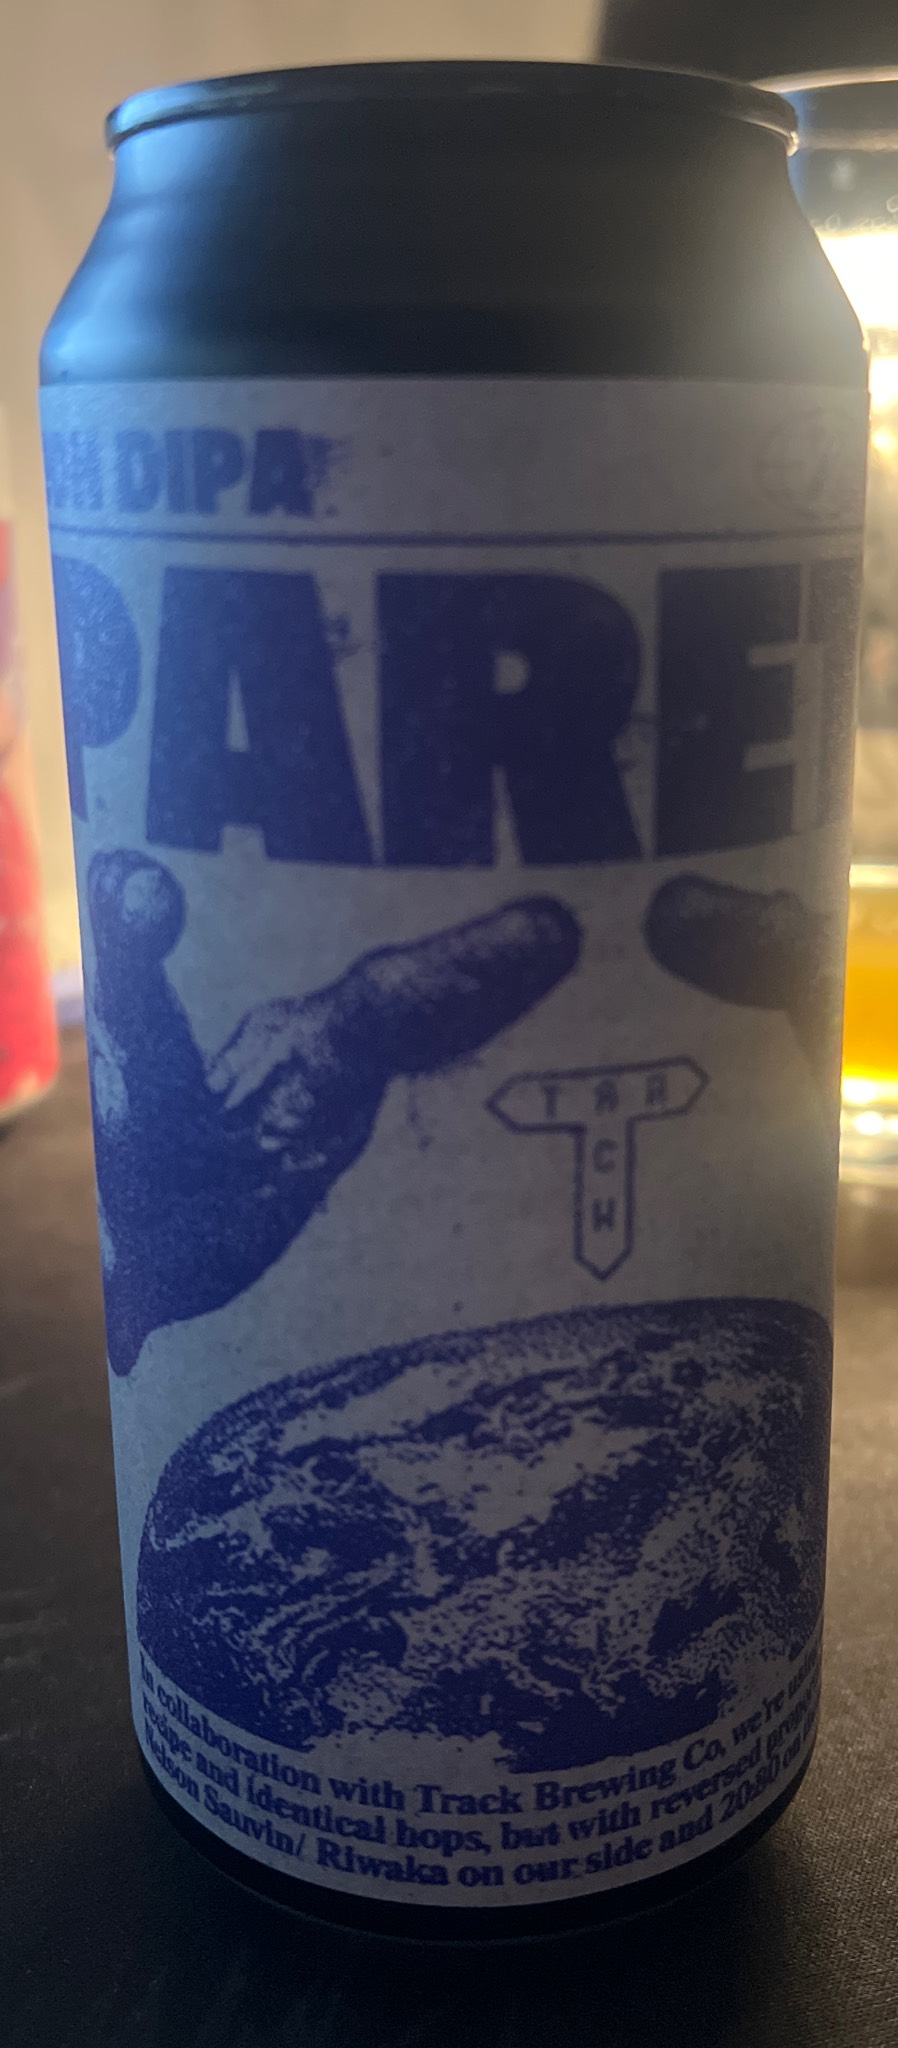 DIPA
PARE
TRA
C
K
In collaboration with Track Brewing Co, we're
recipe and identical hops, but with reversed
Nelson Sauvin/ Riwaka on our side and 20:80 on